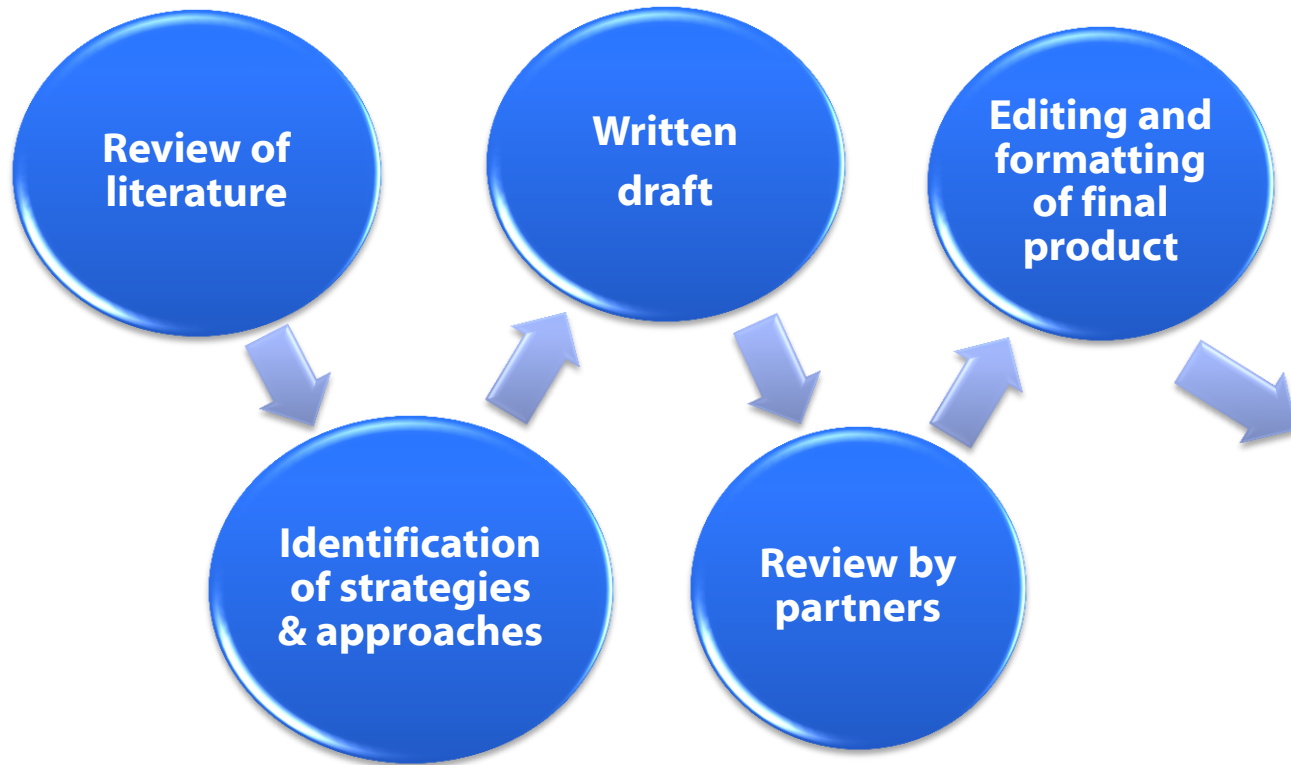 Review of
literature
Identification
of strategies
& approaches
Written
draft
Review by
partners
Editing and
formatting
of final
product